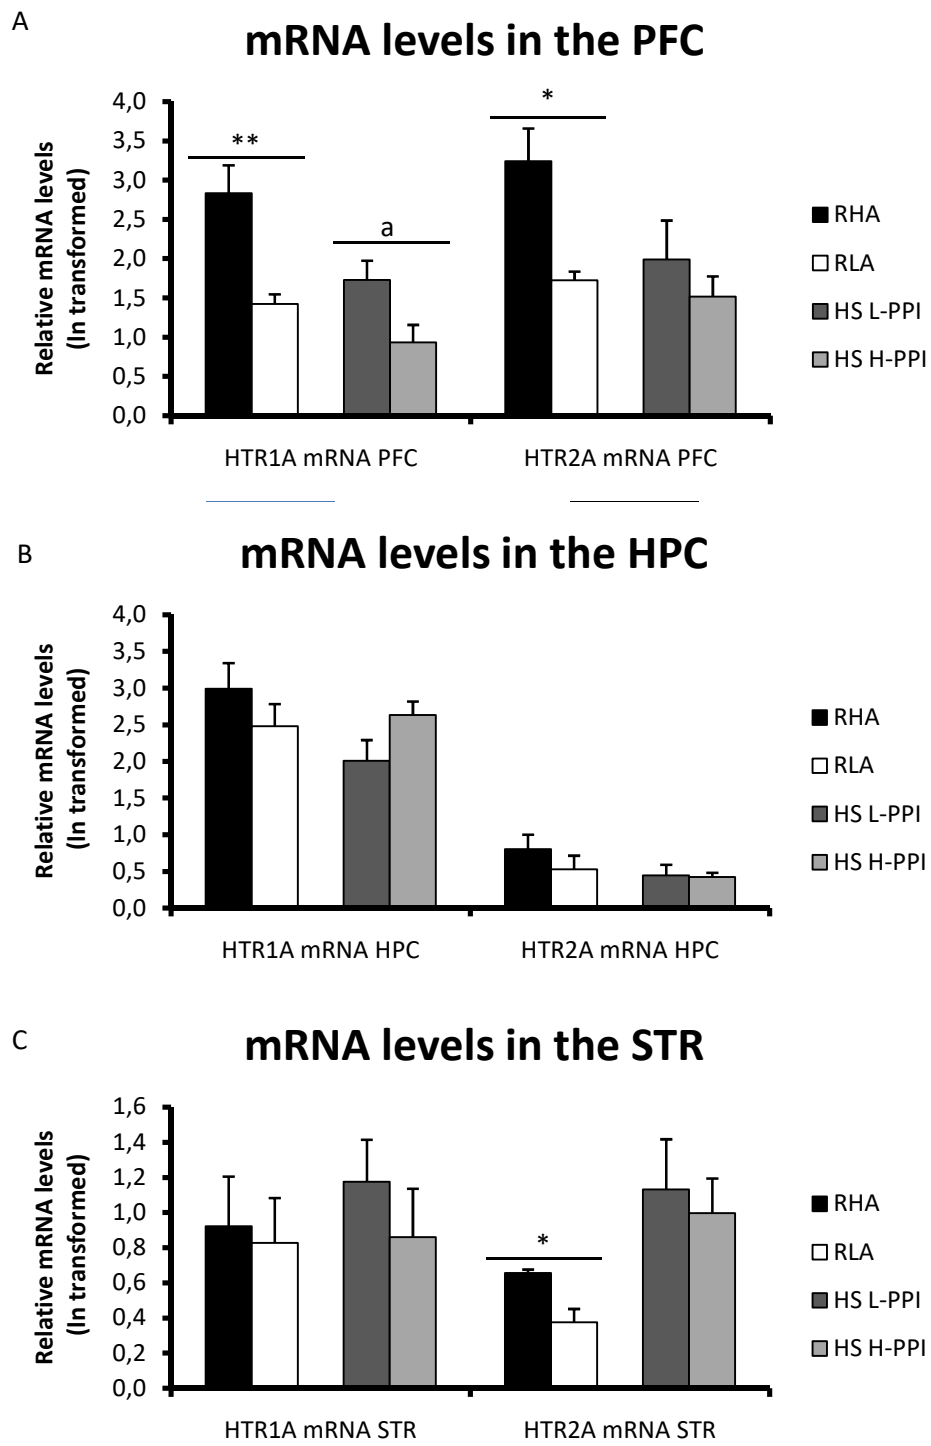 A
mRNA levels in the PFC
Relative mRNA levels
(ln transformed)
4,0
3,5
3,0
2,5
2,0
1,5
1,0
0,5
0,0
**
a
*
HTR1A mRNA PFC
HTR2A mRNA PFC
RHA
RLA
HS L-PPI
HS H-PPI
B
mRNA levels in the HPC
Relative mRNA levels
(ln transformed)
4,0
3,5
3,0
2,5
2,0
1,5
1,0
0,5
0,0
HTR1A mRNA HPC
HTR2A mRNA HPC
RHA
RLA
HS L-PPI
HS H-PPI
C
mRNA levels in the STR
Relative mRNA levels
(ln transformed)
1,6
1,4
1,2
1,0
0,8
0,6
0,4
0,2
0,0
*
HTR1A mRNA STR
HTR2A mRNA STR
RHA
RLA
HS L-PPI
HS H-PPI